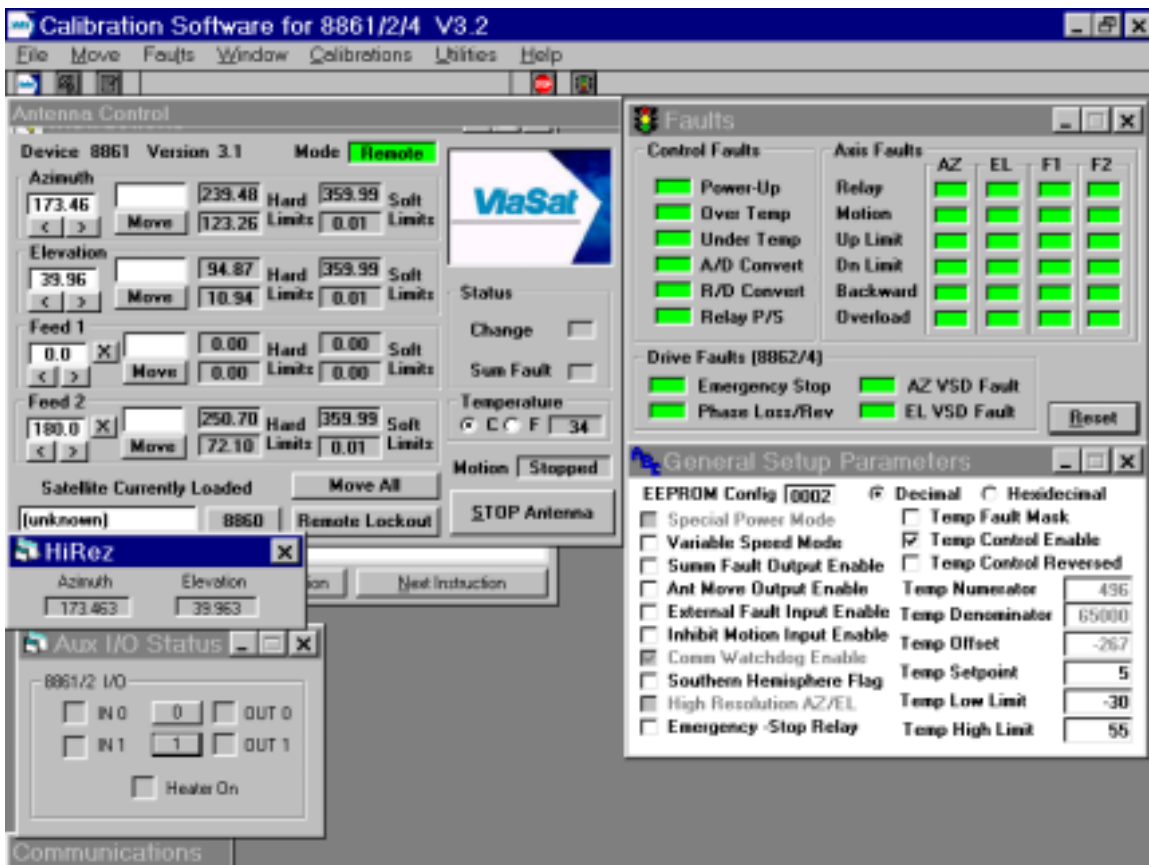 Calibration Software for 8861/2/4 V3.2
File Move Faults Window Calibrations Utilities Help
Antenna Control
Device 8861 Version 3.1 Mode Remote
Azimuth
173.46 239.48 Hard 359.99 Soft
< > Move 123.26 Limits 0.01 Limits
Elevation
39.96 94.87 Hard 359.99 Soft
< > Move 10.94 Limits 0.01 Limits
Feed 1
0.0 X 0.00 Hard 0.00 Soft
< > Move 0.00 Limits 0.00 Limits
Feed 2
180.0 X 250.70 Hard 359.99 Soft
< > Move 72.10 Limits 0.01 Limits
Satellite Currently Loaded Move All
(unknown) 8860 Remote Lockout
ViaSat
Status
Change
Sum Fault
Temperature
C F 34
Motion Stopped
STOP Antenna
Next Instruction
HiRez
Azimuth Elevation
173.463 39.963
Aux I/O Status
8861/2 I/O
IN 0 0 OUT 0
IN 1 1 OUT 1
Heater On
Communications
Faults
Control Faults
Power-Up
Over Temp
Under Temp
A/D Convert
R/D Convert
Relay P/S
Axis Faults
AZ EL F1 F2
Relay
Motion
Up Limit
Dn Limit
Backward
Overload
Drive Faults (8862/4)
Emergency Stop AZ VSD Fault
Phase Loss/Rev EL VSD Fault
Reset
ABC General Setup Parameters
EEPROM Config 0002 Decimal Hexidecimal
Special Power Mode
Variable Speed Mode
Summ Fault Output Enable
Ant Move Output Enable
External Fault Input Enable
Inhibit Motion Input Enable
Comm Watchdog Enable
Southern Hemisphere Flag
High Resolution AZ/EL
Emergency -Stop Relay
Temp Fault Mask
Temp Control Enable
Temp Control Reversed
Temp Numerator 496
Temp Denominator 65000
Temp Offset -267
Temp Setpoint 5
Temp Low Limit -30
Temp High Limit 55